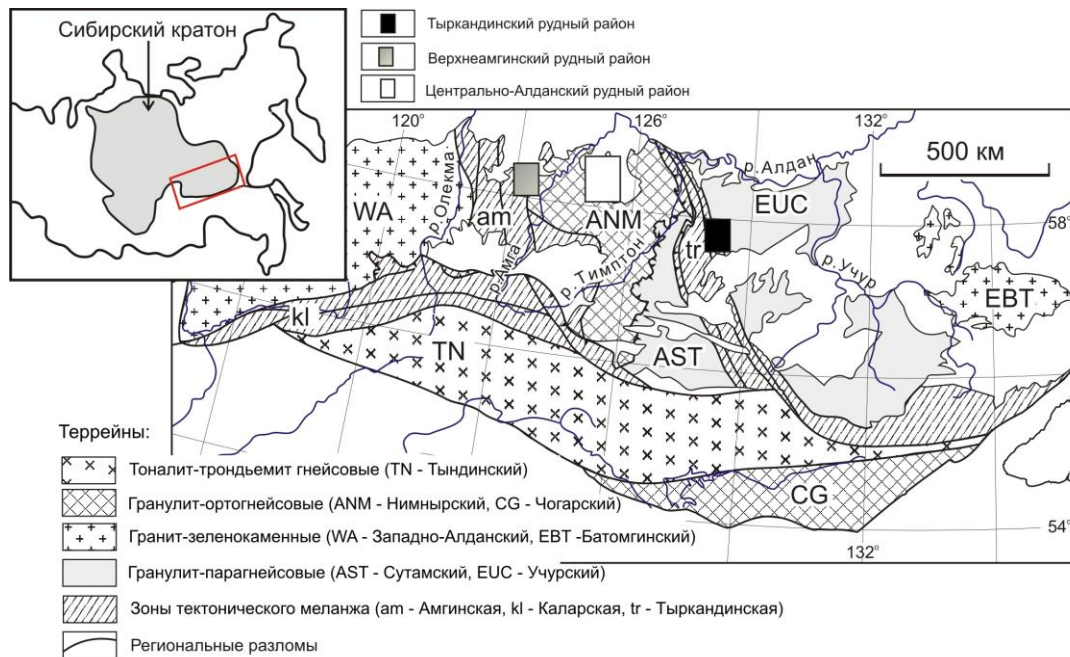 Сибирский кратон
Тыркандинский рудный район
Верхнеамгинский рудный район
Центрально-Алданский рудный район
120°
126°
132°
500 км
р.Алдан
р.Олекма
WA
am
ANM
EUC
58°
tr
р.Амга
р.Тимптон
р.Учур
EBT
kl
TN
AST
CG
54°
132°
Террейны:
Тоналит-трондьемит гнейсовые (TN - Тындинский)
Гранулит-ортогнейсовые (ANM - Нимнырский, CG - Чогарский)
Гранит-зеленокаменные (WA - Западно-Алданский, EBT -Батомгинский)
Гранулит-парагнейсовые (AST - Сутамский, EUC - Учурский)
Зоны тектонического меланжа (am - Амгинская, kl - Каларская, tr - Тыркандинская)
Региональные разломы